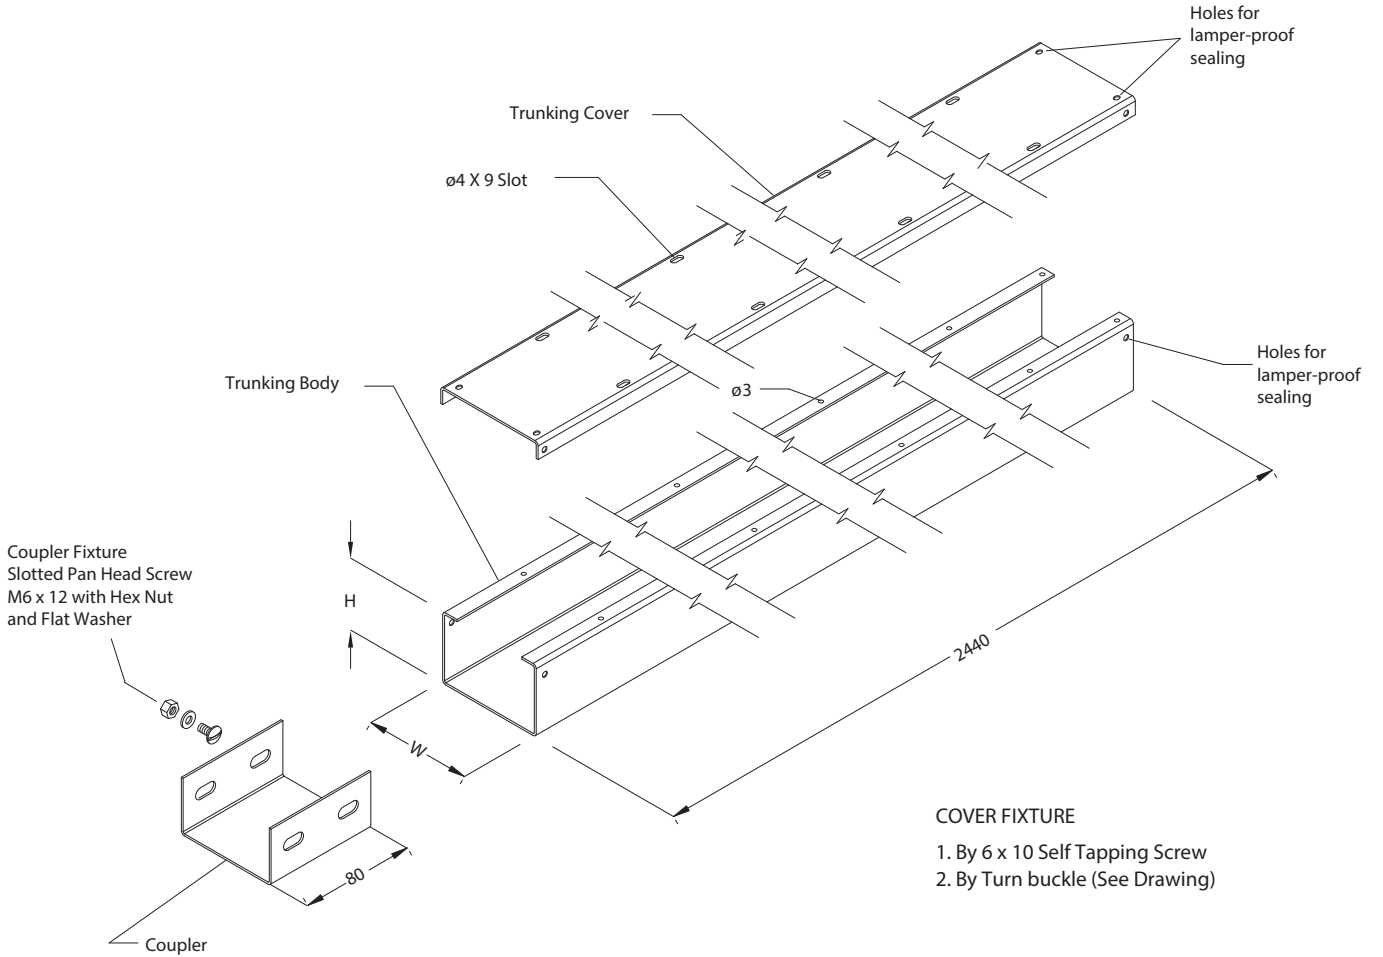 Holes for
lamper-proof
sealing
Trunking Cover
ø4 X 9 Slot
Trunking Body
ø3
Holes for
lamper-proof
sealing
Coupler Fixture
Slotted Pan Head Screw
M6 x 12 with Hex Nut
and Flat Washer
H
W
2440
80
Coupler
COVER FIXTURE
1. By 6 x 10 Self Tapping Screw
2. By Turn buckle (See Drawing)